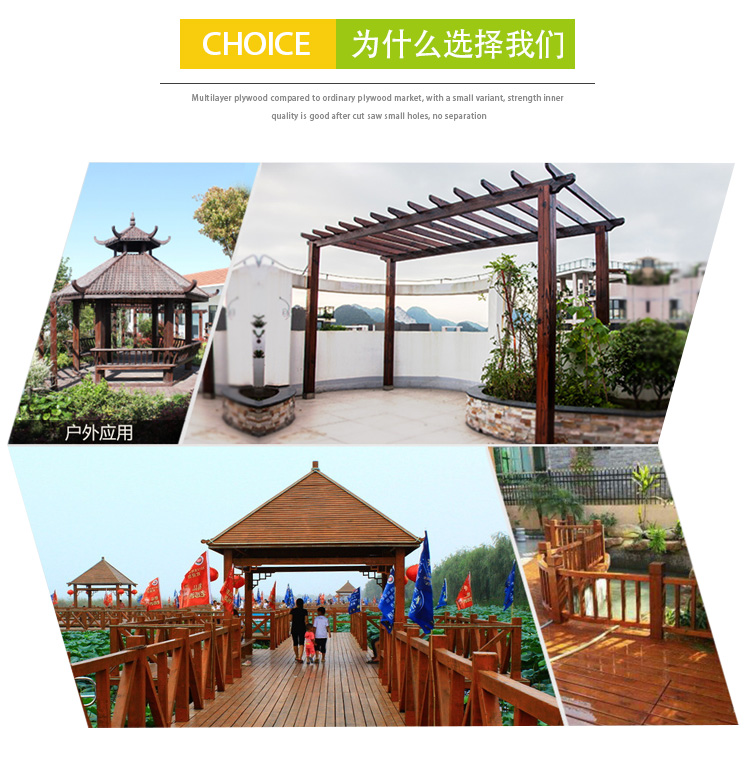 CHOICE 为什么选择我们
Multilayer plywood compared to ordinary plywood market, with a small variant, strength inner
quality is good after cut saw small holes, no separation
户外应用